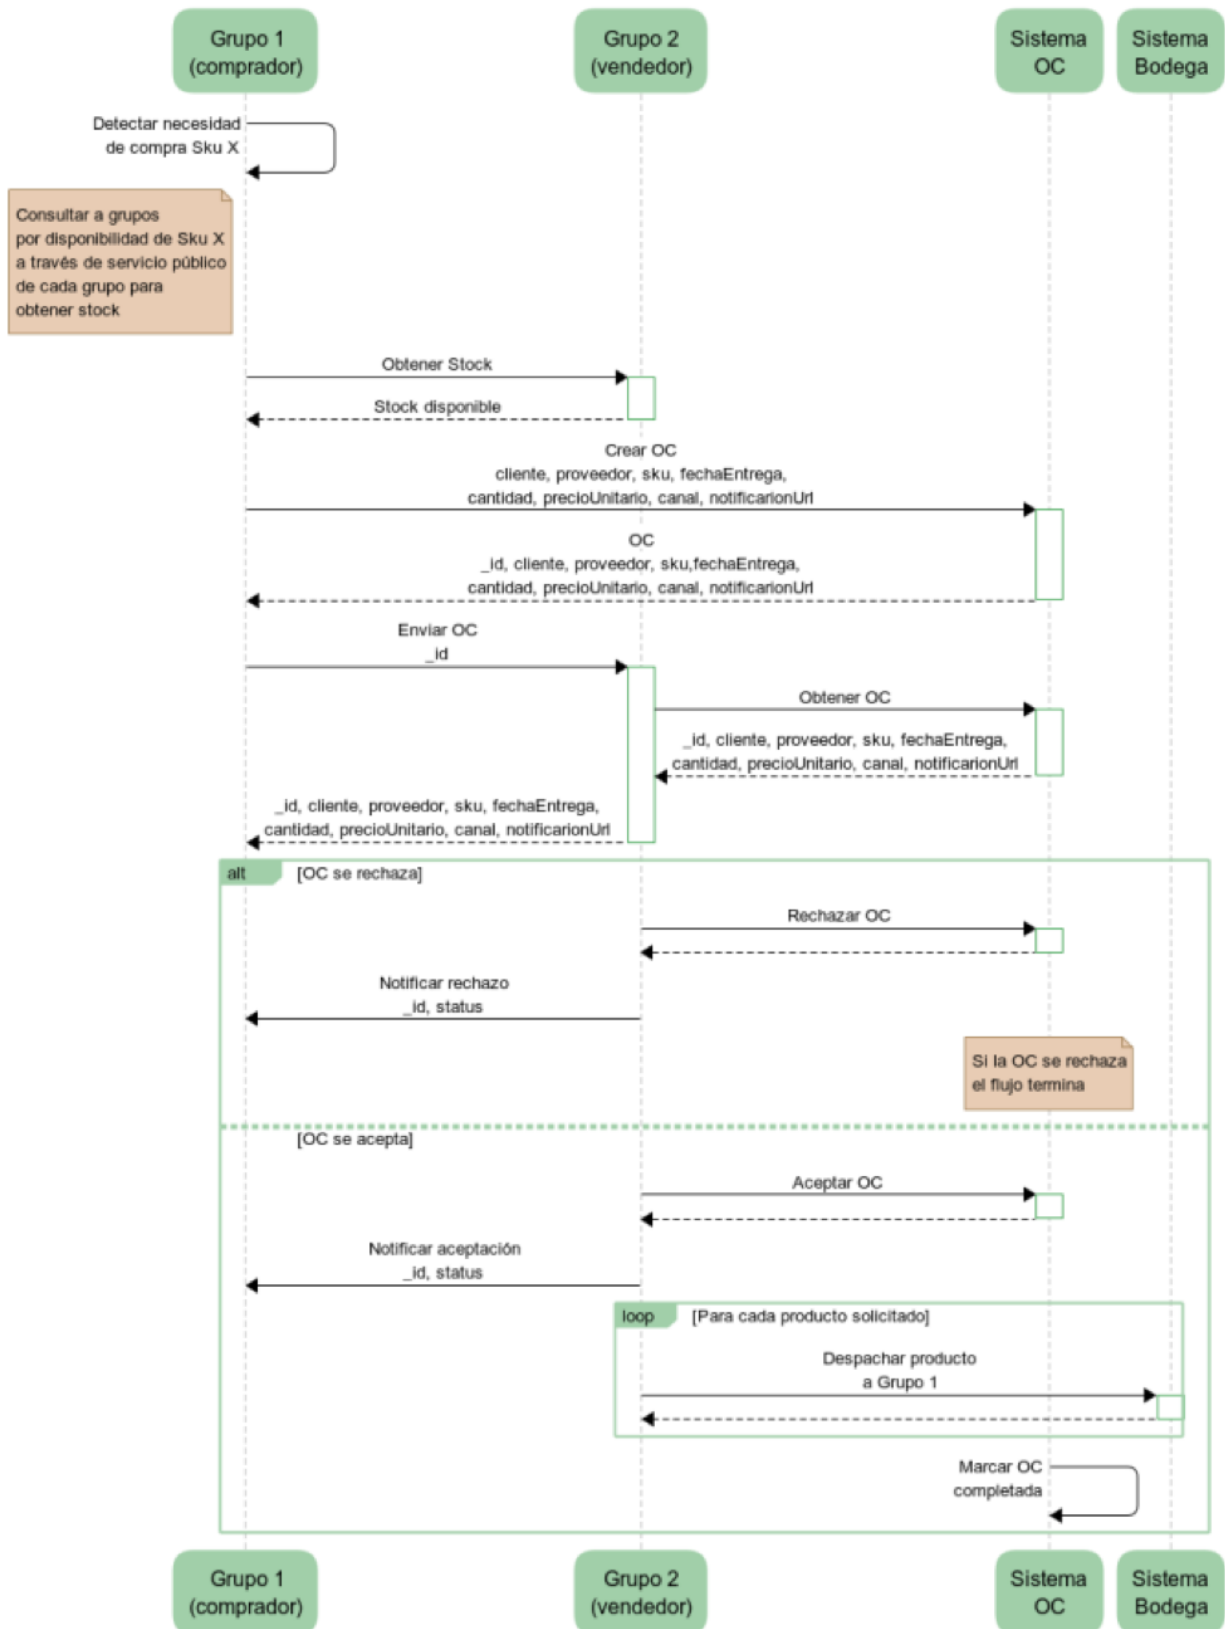 Grupo 1
(comprador)
Grupo 2
(vendedor)
Sistema
OC
Sistema
Bodega
Detectar necesidad
de compra Sku X
Consultar a grupos
por disponibilidad de Sku X
a través de servicio público
de cada grupo para
obtener stock
Obtener Stock
Stock disponible
Crear OC
cliente, proveedor, sku, fechaEntrega,
cantidad, precioUnitario, canal, notificarionUrl
OC
_id, cliente, proveedor, sku,fechaEntrega,
cantidad, precioUnitario, canal, notificarionUrl
Enviar OC
_id
Obtener OC
_id, cliente, proveedor, sku, fechaEntrega,
cantidad, precioUnitario, canal, notificarionUrl
_id, cliente, proveedor, sku, fechaEntrega,
cantidad, precioUnitario, canal, notificarionUrl
alt
[OC se rechaza]
Rechazar OC
Notificar rechazo
_id, status
Si la OC se rechaza
el flujo termina
[OC se acepta]
Aceptar OC
Notificar aceptación
_id, status
loop
[Para cada producto solicitado]
Despachar producto
a Grupo 1
Marcar OC
completada
Grupo 1
(comprador)
Grupo 2
(vendedor)
Sistema
OC
Sistema
Bodega